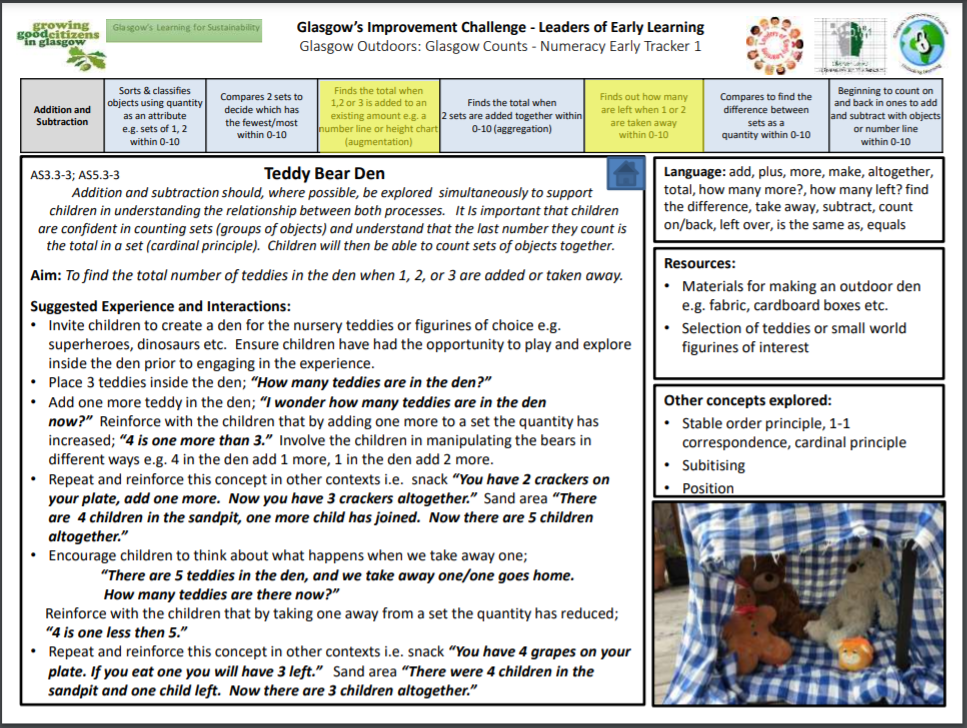 growing
goodcitizens
in glasgow
Glasgow's Learning for Sustainability
Glasgow's Improvement Challenge - Leaders of Early Learning
Glasgow Outdoors: Glasgow Counts - Numeracy Early Tracker 1
Addition and
Subtraction
Sorts & classifies
objects using quantity
as an attribute
e.g. sets of 1, 2
within 0-10
Compares 2 sets to
decide which has
the fewest/most
within 0-10
Finds the total when
1,2 or 3 is added to an
existing amount e.g. a
number line or height chart
(augmentation)
Finds the total when
2 sets are added together within
0-10 (aggregation)
Finds out how many
are left when 1 or 2
are taken away
within 0-10
Compares to find the
difference between
sets as a
quantity within 0-10
Beginning to count on
and back in ones to add
and subtract with objects
or number line
within 0-10
AS3.3-3; AS5.3-3
Teddy Bear Den
Addition and subtraction should, where possible, be explored simultaneously to support
children in understanding the relationship between both processes. It Is important that children
are confident in counting sets (groups of objects) and understand that the last number they count is
the total in a set (cardinal principle). Children will then be able to count sets of objects together.
Aim: To find the total number of teddies in the den when 1, 2, or 3 are added or taken away.
Suggested Experience and Interactions:
• Invite children to create a den for the nursery teddies or figurines of choice e.g.
superheroes, dinosaurs etc. Ensure children have had the opportunity to play and explore
inside the den prior to engaging in the experience.
• Place 3 teddies inside the den; "How many teddies are in the den?"
• Add one more teddy in the den; "I wonder how many teddies are in the den
now?" Reinforce with the children that by adding one more to a set the quantity has
increased; "4 is one more than 3." Involve the children in manipulating the bears in
different ways e.g. 4 in the den add 1 more, 1 in the den add 2 more.
• Repeat and reinforce this concept in other contexts i.e. snack "You have 2 crackers on
your plate, add one more. Now you have 3 crackers altogether." Sand area "There
are 4 children in the sandpit, one more child has joined. Now there are 5 children
altogether."
• Encourage children to think about what happens when we take away one;
"There are 5 teddies in the den, and we take away one/one goes home.
How many teddies are there now?"
Reinforce with the children that by taking one away from a set the quantity has reduced;
"4 is one less then 5."
• Repeat and reinforce this concept in other contexts i.e. snack "You have 4 grapes on your
plate. If you eat one you will have 3 left." Sand area "There were 4 children in the
sandpit and one child left. Now there are 3 children altogether."
Language: add, plus, more, make, altogether,
total, how many more?, how many left? find
the difference, take away, subtract, count
on/back, left over, is the same as, equals
Resources:
• Materials for making an outdoor den
e.g. fabric, cardboard boxes etc.
• Selection of teddies or small world
figurines of interest
Other concepts explored:
• Stable order principle, 1-1
correspondence, cardinal principle
• Subitising
• Position